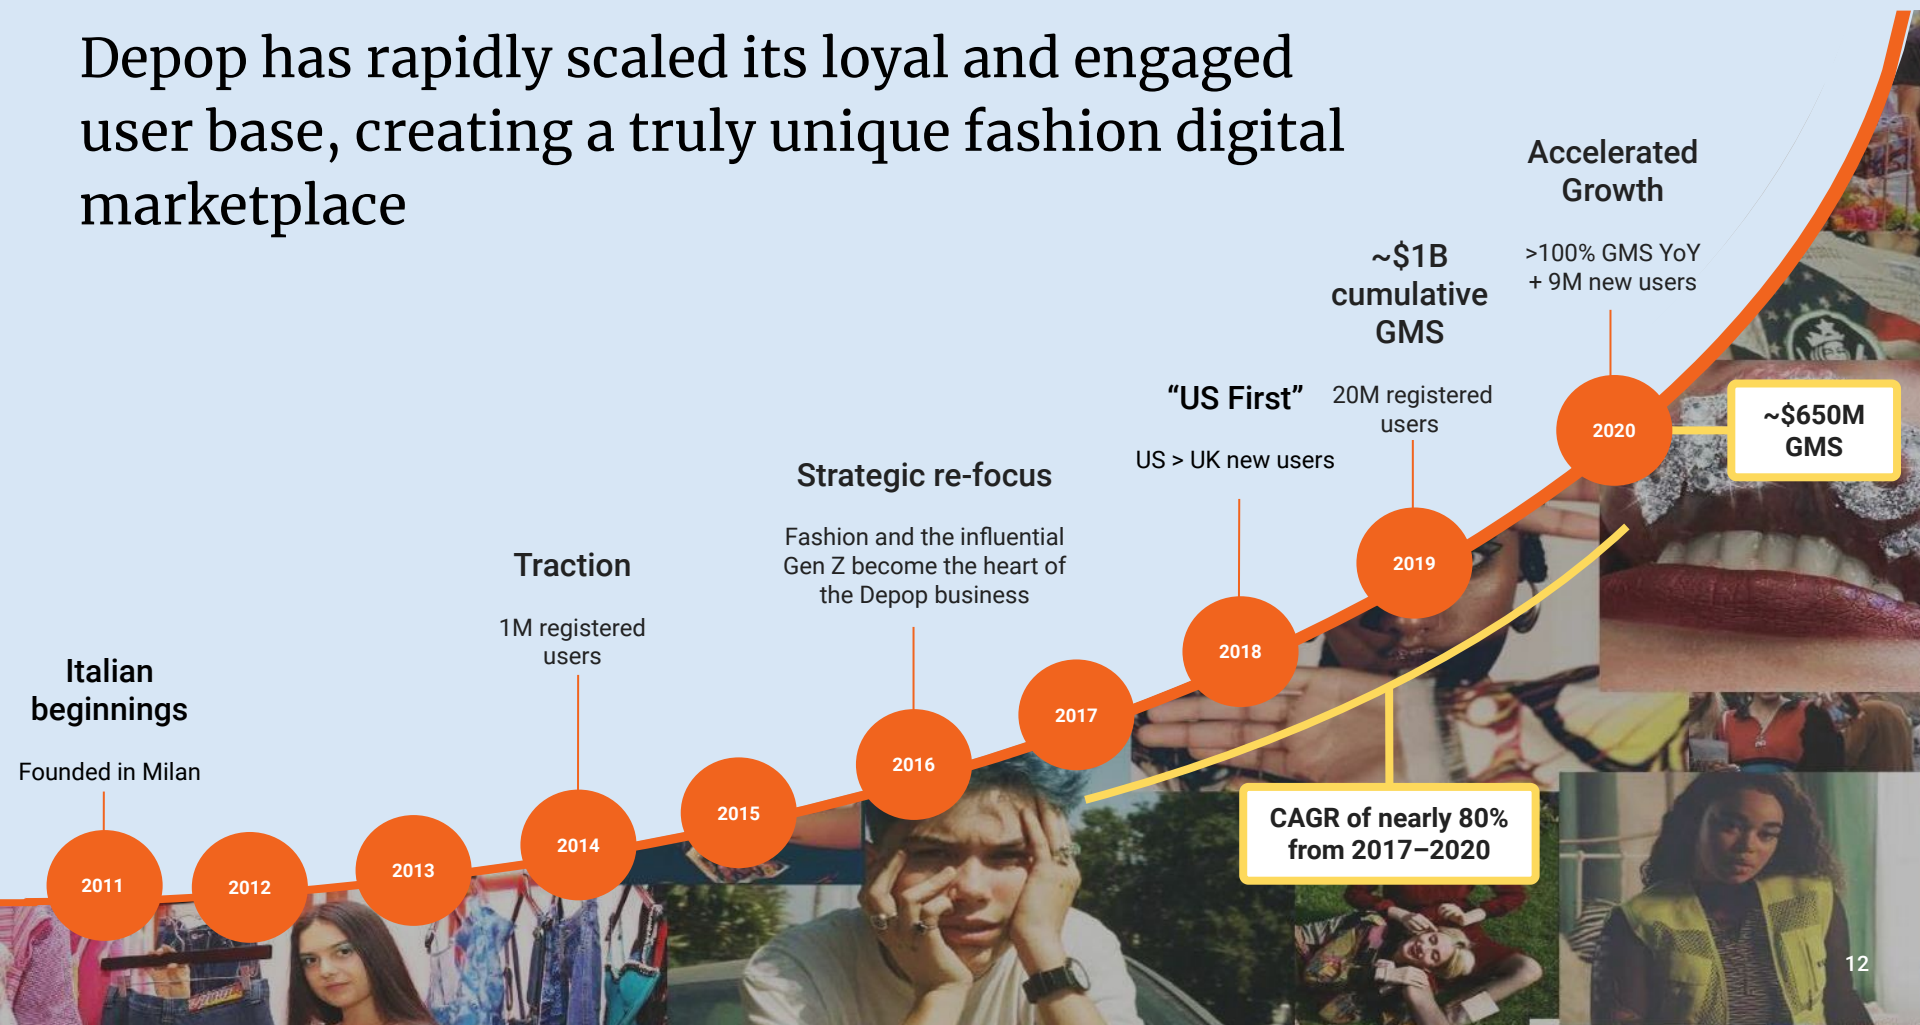 Depop has rapidly scaled its loyal and engaged
user base, creating a truly unique fashion digital
marketplace
Italian
beginnings
Founded in Milan
2011
2012
2013
Traction
1M registered
users
2014
2015
Strategic re-focus
Fashion and the influential
Gen Z become the heart of
the Depop business
2016
2017
“US First”
US > UK new users
2018
~$1B
cumulative
GMS
20M registered
users
2019
Accelerated
Growth
>100% GMS YoY
+ 9M new users
2020
~$650M
GMS
CAGR of nearly 80%
from 2017–2020
12